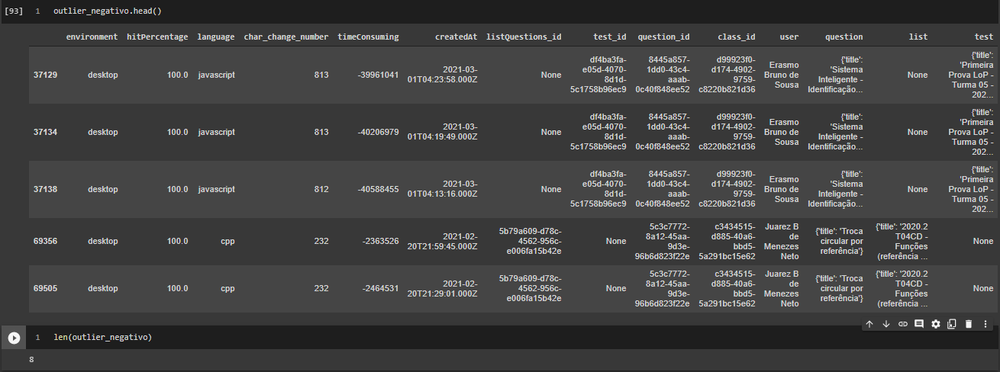 [93] 1 outlier_negativo.head()
environment hitPercentage language char_change_number timeConsuming createdAt listQuestions_id test_id question_id class_id user question list test
37129 desktop 100.0 javascript 813 -39961041 2021-03-01T04:23:58.000Z None df4ba3fa-e05d-4070-8d1d-5c1758b96ec9 8445a857-1dd0-43c4-aaab-0c40f848ee52 d99923f0-d174-4902-9759-c8220b821d36 Erasmo Bruno de Sousa {'title': 'Sistema Inteligente - Identificação... None {'title': 'Primeira Prova LoP - Turma 05 - 202...
37134 desktop 100.0 javascript 813 -40206979 2021-03-01T04:19:49.000Z None df4ba3fa-e05d-4070-8d1d-5c1758b96ec9 8445a857-1dd0-43c4-aaab-0c40f848ee52 d99923f0-d174-4902-9759-c8220b821d36 Erasmo Bruno de Sousa {'title': 'Sistema Inteligente - Identificação... None {'title': 'Primeira Prova LoP - Turma 05 - 202...
37138 desktop 100.0 javascript 812 -40588455 2021-03-01T04:13:16.000Z None df4ba3fa-e05d-4070-8d1d-5c1758b96ec9 8445a857-1dd0-43c4-aaab-0c40f848ee52 d99923f0-d174-4902-9759-c8220b821d36 Erasmo Bruno de Sousa {'title': 'Sistema Inteligente - Identificação... None {'title': 'Primeira Prova LoP - Turma 05 - 202...
69356 desktop 100.0 cpp 232 -2363526 2021-02-20T21:59:45.000Z 5b79a609-d78c-4562-956c-e006fa15b42e None 5c3c7772-8a12-45aa-9d3e-96b6d823f22e c3434515-d885-40a6-bbd5-5a291bc15e62 Juarez B de Menezes Neto {'title': 'Troca circular por referência'} {'title': '2020.2 T04CD - Funções (referência ... None
69505 desktop 100.0 cpp 232 -2464531 2021-02-20T21:29:01.000Z 5b79a609-d78c-4562-956c-e006fa15b42e None 5c3c7772-8a12-45aa-9d3e-96b6d823f22e c3434515-d885-40a6-bbd5-5a291bc15e62 Juarez B de Menezes Neto {'title': 'Troca circular por referência'} {'title': '2020.2 T04CD - Funções (referência ... None
1 len(outlier_negativo)
8